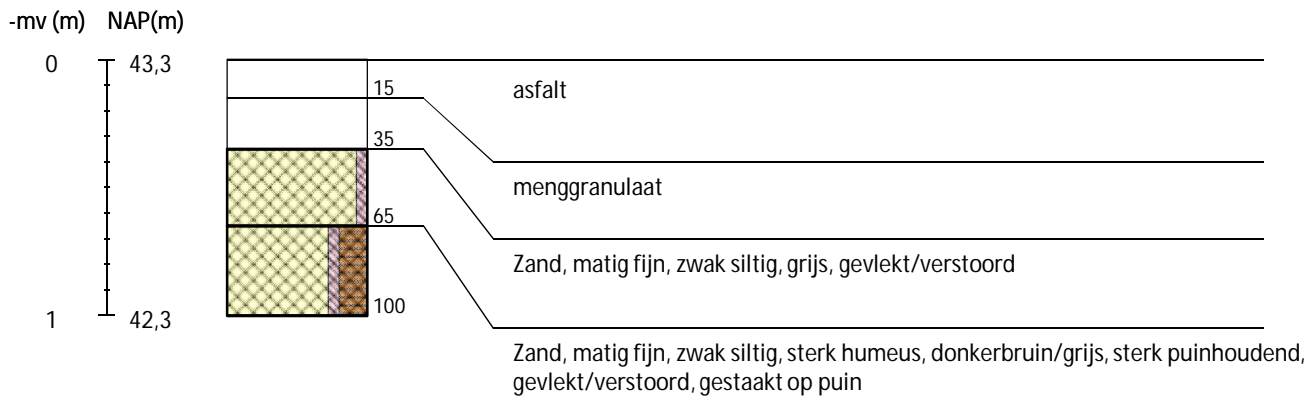 -mv (m) NAP(m)
0 43,3
15 asfalt
35
menggranulaat
65
Zand, matig fijn, zwak siltig, grijs, gevlekt/verstoord
100
1 42,3
Zand, matig fijn, zwak siltig, sterk humeus, donkerbruin/grijs, sterk puinhoudend,
gevlekt/verstoord, gestaakt op puin